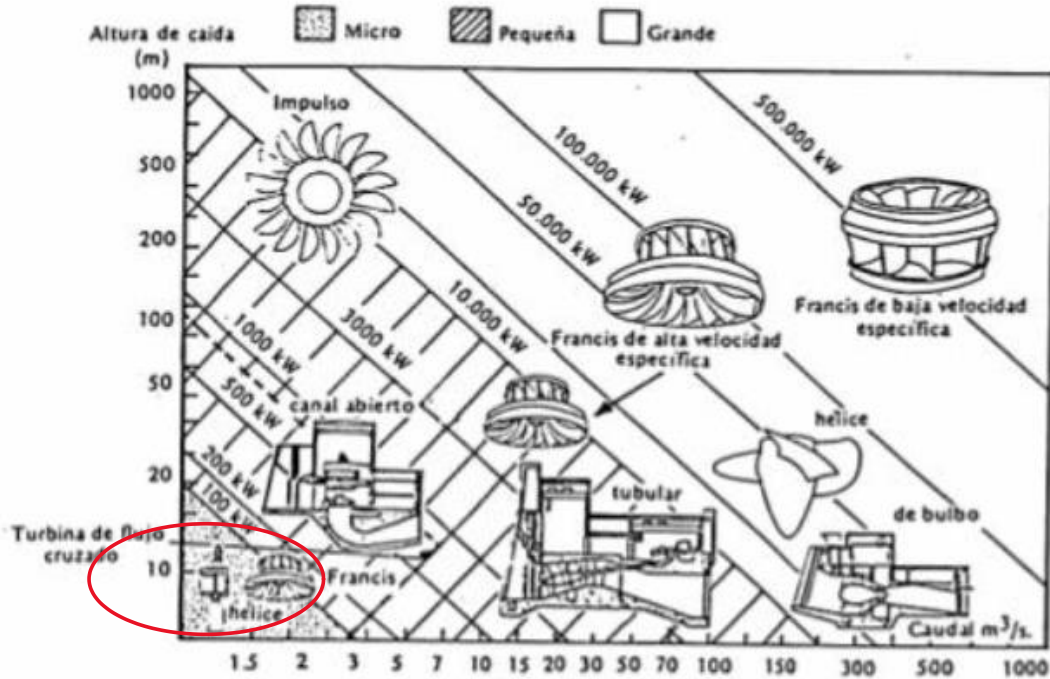 Altura de caída
(m)
Micro
Pequeña
Grande
1000
500
200
100
50
20
10
Impulso
500.000 kW
100.000 kW
50.000 kW
10.000 kW
3000 kW
1000 kW
500 kW
200 kW
100 kW
Francis de baja velocidad
específica
Francis de alta velocidad
específica
canal abierto
hélice
tubular
de bulbo
Turbina de flujo
cruzado
Francis
hélice
Caudal m³/s.
1.5 2 3 5 7 10 15 20 30 50 70 100 150 300 500 1000